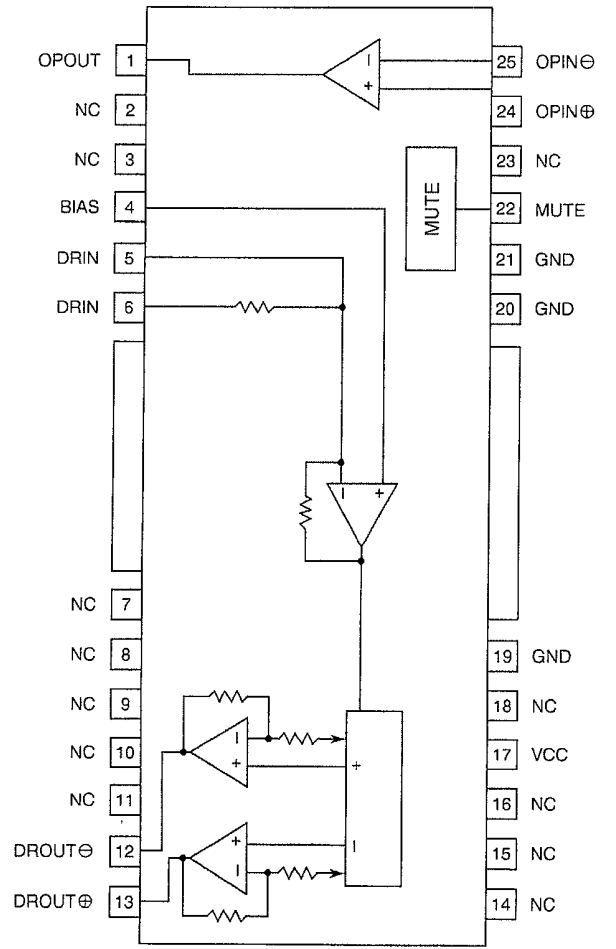 OPOUT 1
25 OPIN⊖
NC 2
24 OPIN⊕
NC 3
23 NC
BIAS 4
MUTE
22 MUTE
DRIN 5
21 GND
DRIN 6
20 GND
− +
− +
NC 7
NC 8
19 GND
NC 9
18 NC
NC 10
17 VCC
− +
+
NC 11
16 NC
DROUT⊖ 12
15 NC
+ −
−
DROUT⊕ 13
14 NC